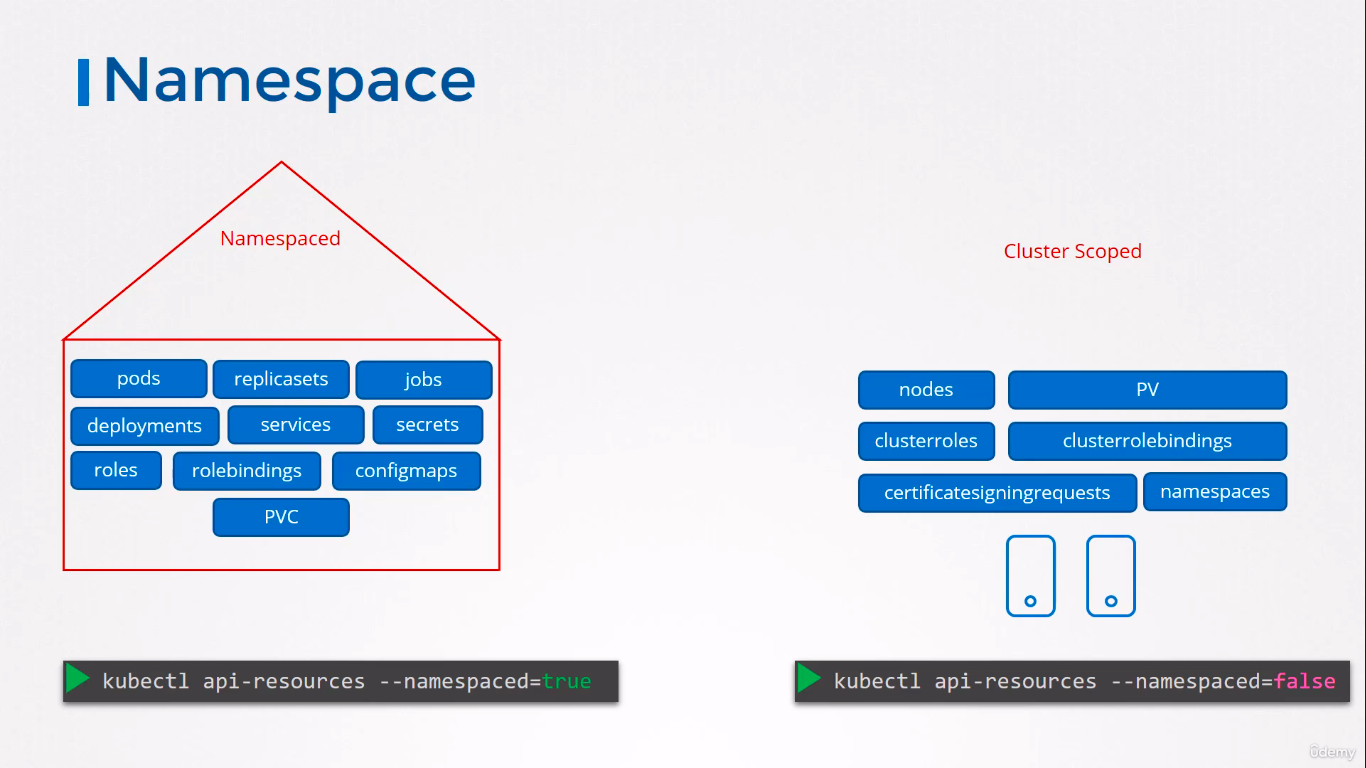 Namespace
Namespaced
Cluster Scoped
pods replicasets jobs
deployments services secrets
roles rolebindings configmaps
PVC
nodes PV
clusterroles clusterrolebindings
certificatesigningrequests namespaces
kubectl api-resources --namespaced=true
kubectl api-resources --namespaced=false
ûdemy